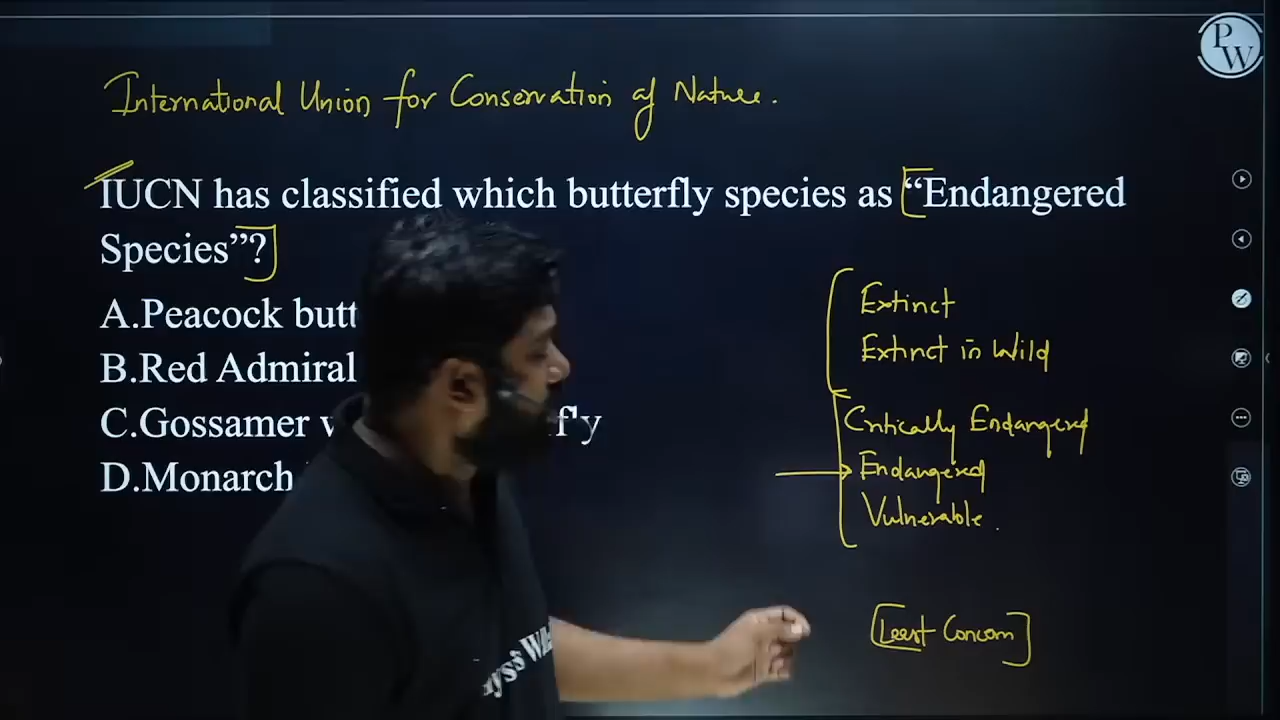 PW
International Union for Conservation of Nature.
IUCN has classified which butterfly species as “Endangered
Species”?
A.Peacock butt
B.Red Admiral
C.Gossamer
D.Monarch
Extinct
Extinct in Wild
Critically Endangered
Endangered
Vulnerable.
[Least Concern]